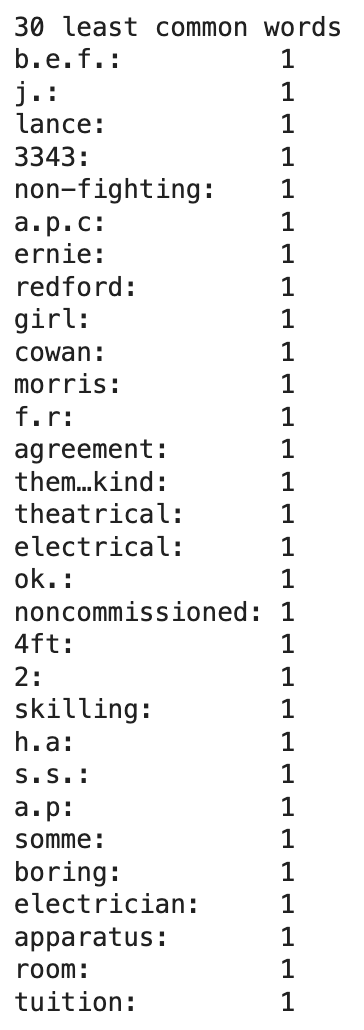 30 least common words
b.e.f.: 1
j.: 1
lance: 1
3343: 1
non-fighting: 1
a.p.c: 1
ernie: 1
redford: 1
girl: 1
cowan: 1
morris: 1
f.r: 1
agreement: 1
them…kind: 1
theatrical: 1
electrical: 1
ok.: 1
noncommissioned: 1
4ft: 1
2: 1
skilling: 1
h.a: 1
s.s.: 1
a.p: 1
somme: 1
boring: 1
electrician: 1
apparatus: 1
room: 1
tuition: 1